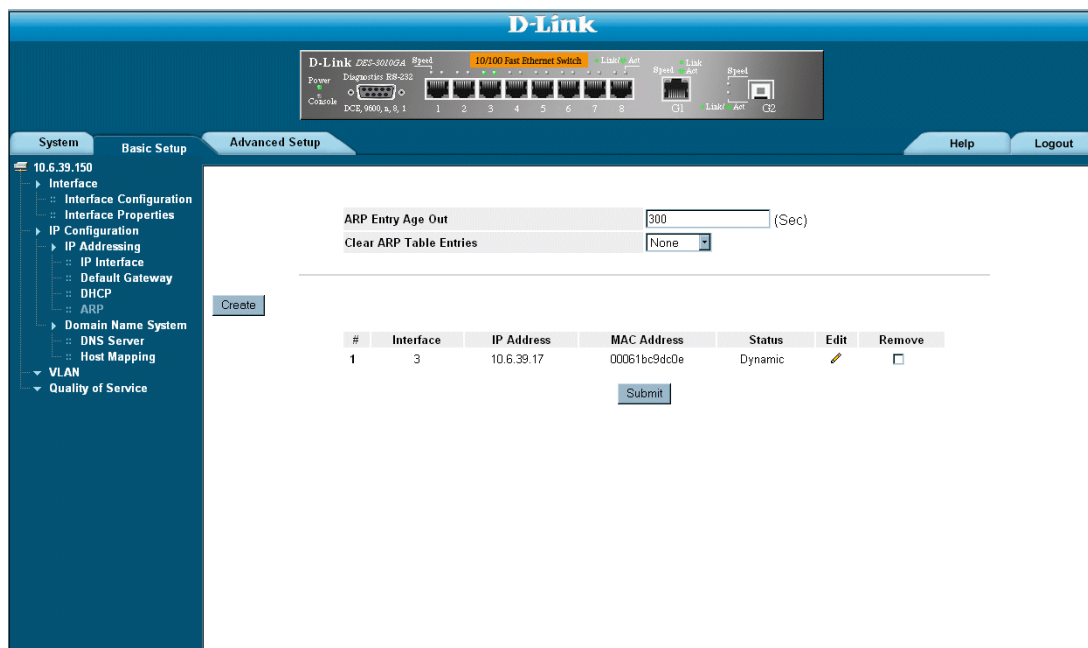 D-Link
D-Link DES-3010GA Speed 10/100 Fast Ethernet Switch Link/ Act
Power Diagnostics RS-232
Console DCE, 9600, n, 8, 1
1 2 3 4 5 6 7 8
Speed Link Act
G1
Speed
Link/ Act G2
System
Basic Setup
Advanced Setup
Help
Logout
10.6.39.150
Interface
Interface Configuration
Interface Properties
IP Configuration
IP Addressing
IP Interface
Default Gateway
DHCP
ARP
Domain Name System
DNS Server
Host Mapping
VLAN
Quality of Service
ARP Entry Age Out 300 (Sec)
Clear ARP Table Entries None
Create
# Interface IP Address MAC Address Status Edit Remove
1 3 10.6.39.17 00061bc9dc0e Dynamic
Submit